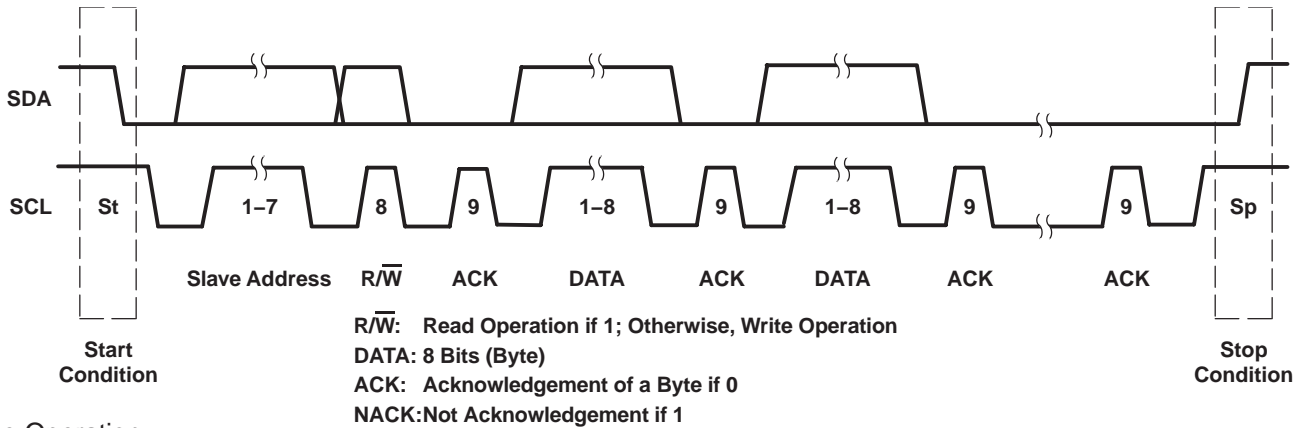 SDA
SCL St 1–7 8 9 1–8 9 1–8 9 9 Sp
Slave Address R/W̅ ACK DATA ACK DATA ACK ACK
R/W̅: Read Operation if 1; Otherwise, Write Operation
DATA: 8 Bits (Byte)
ACK: Acknowledgement of a Byte if 0
NACK:Not Acknowledgement if 1
Start
Condition
Stop
Condition
Operation